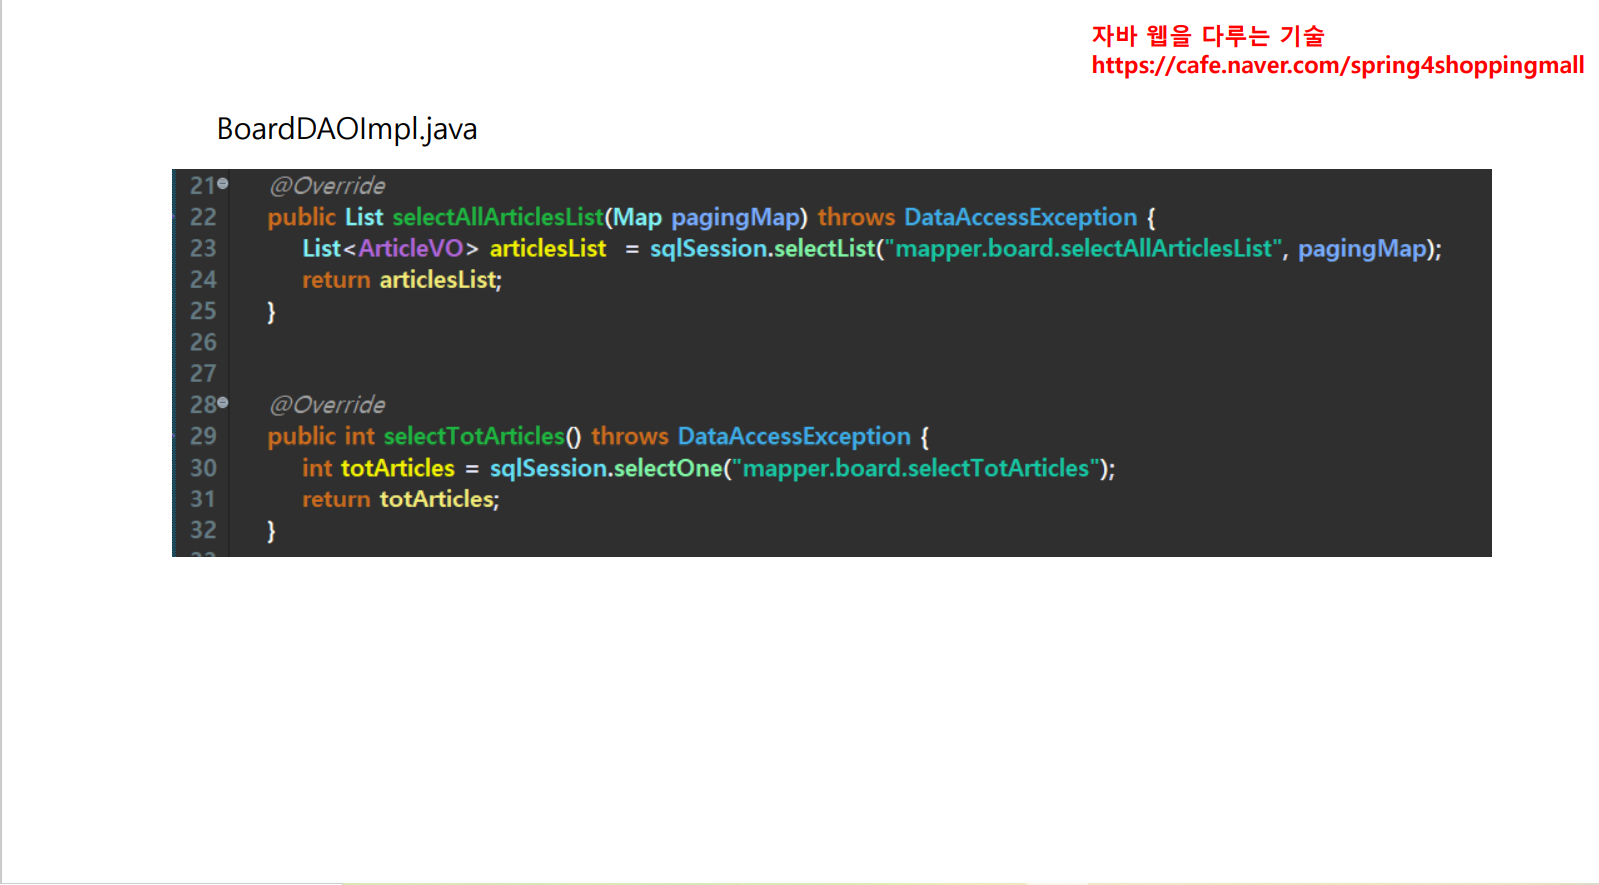 자바 웹을 다루는 기술
https://cafe.naver.com/spring4shoppingmall
BoardDAOImpl.java
21 @Override
22 public List selectAllArticlesList(Map pagingMap) throws DataAccessException {
23 List<ArticleVO> articlesList = sqlSession.selectList("mapper.board.selectAllArticlesList", pagingMap);
24 return articlesList;
25 }
26
27
28 @Override
29 public int selectTotArticles() throws DataAccessException {
30 int totArticles = sqlSession.selectOne("mapper.board.selectTotArticles");
31 return totArticles;
32 }